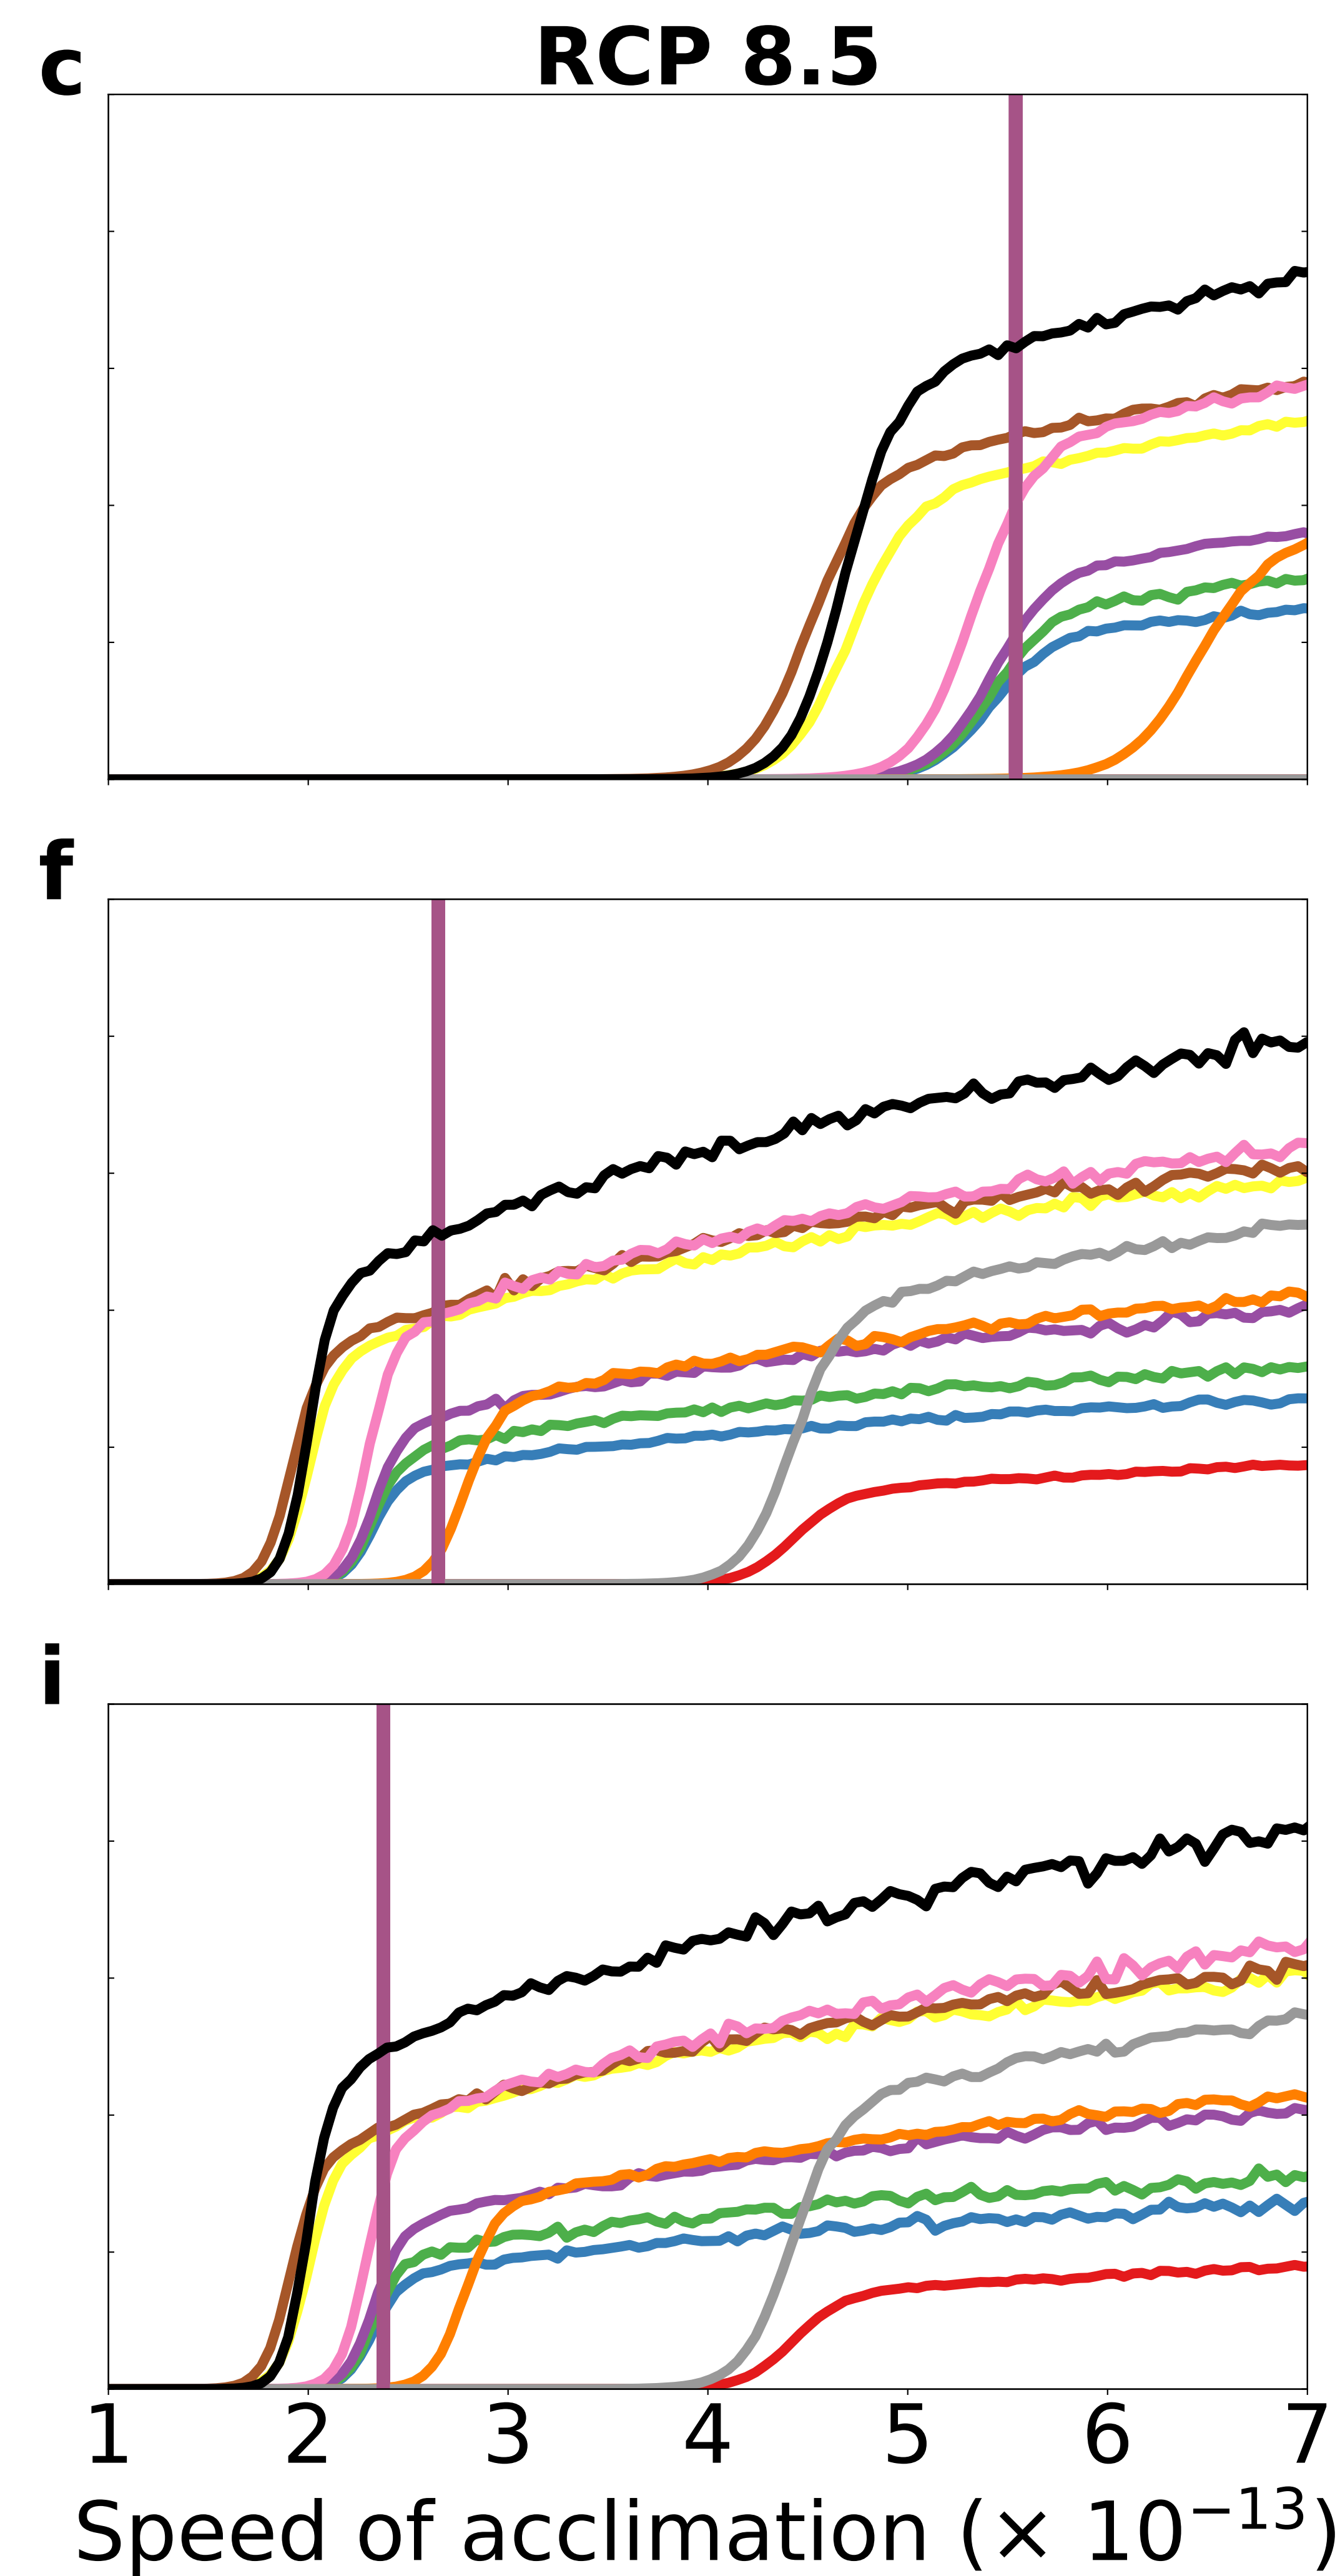 c
RCP 8.5
f
i
1 2 3 4 5 6 7
Speed of acclimation (× 10⁻¹³)